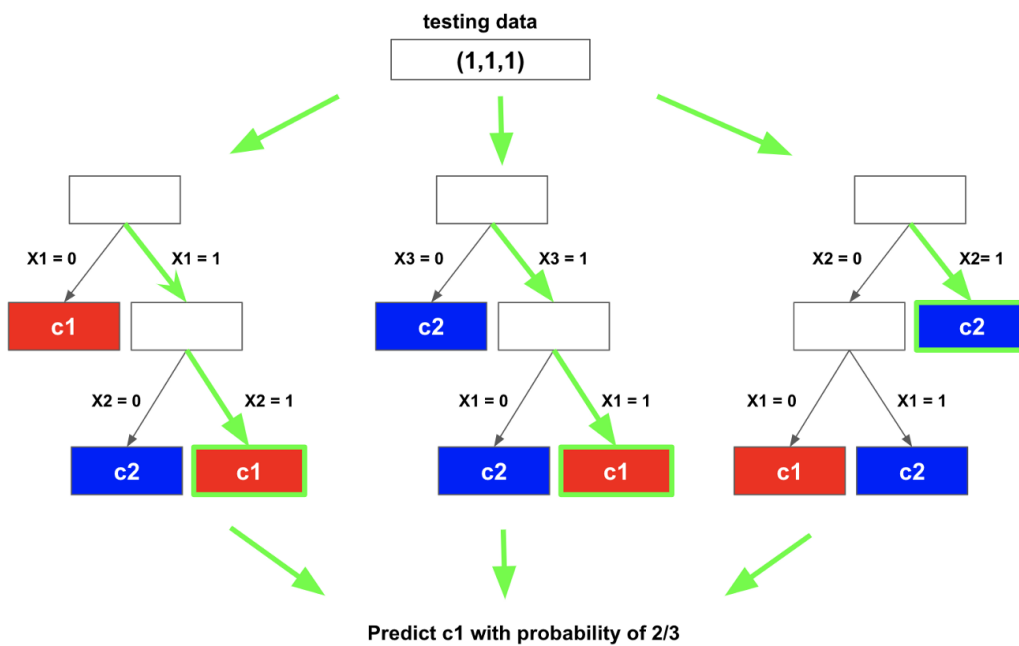 testing data
(1,1,1)
X1 = 0 X1 = 1 X3 = 0 X3 = 1 X2 = 0 X2= 1
c1 c2 c2
X2 = 0 X2 = 1 X1 = 0 X1 = 1 X1 = 0 X1 = 1
c2 c1 c2 c1 c1 c2
Predict c1 with probability of 2/3